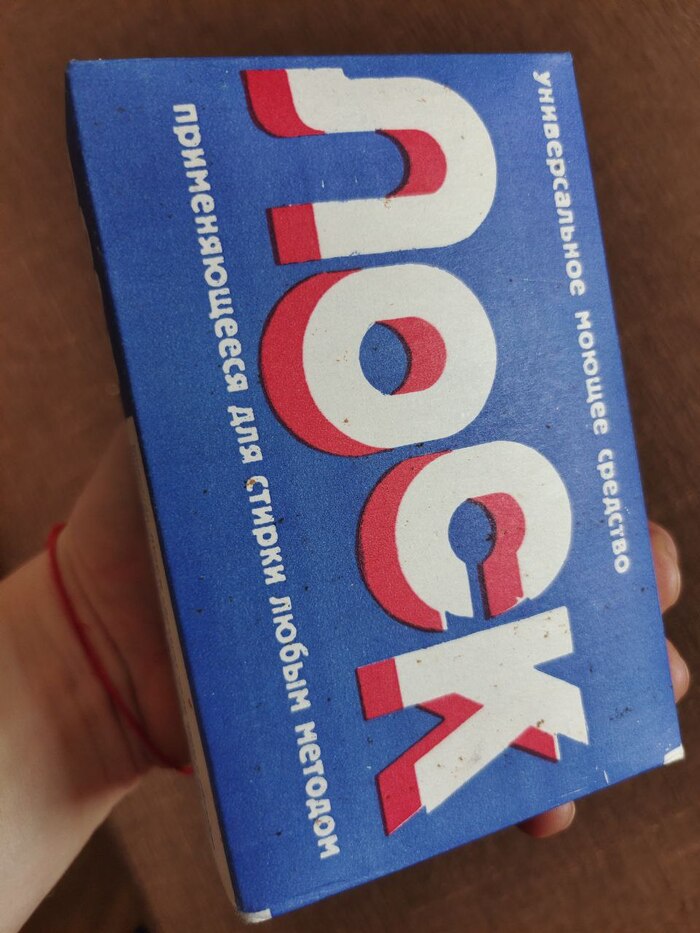 универсальное моющее средство
ЛОСК
применяющееся для стирки любым методом